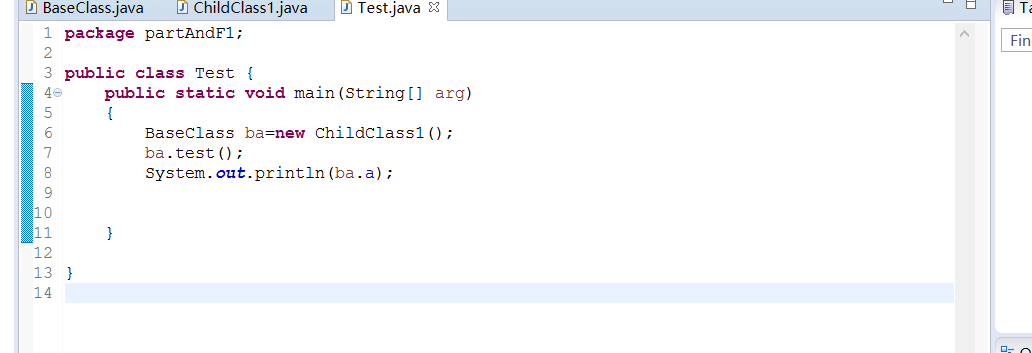 BaseClass.java ChildClass1.java Test.java
Ta
1 package partAndF1;
Fin
2
3 public class Test {
4 public static void main(String[] arg)
5 {
6 BaseClass ba=new ChildClass1();
7 ba.test();
8 System.out.println(ba.a);
9
10
11 }
12
13 }
14